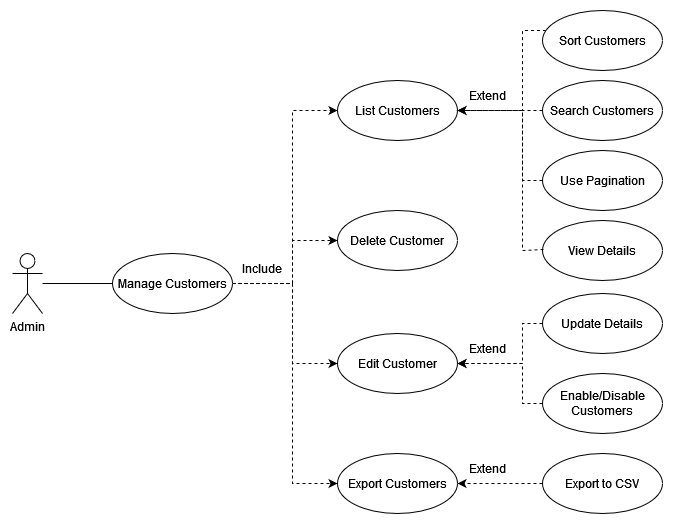 Sort Customers
Extend
List Customers
Search Customers
Use Pagination
Delete Customer
View Details
Include
Manage Customers
Admin
Update Details
Extend
Edit Customer
Enable/Disable
Customers
Extend
Export Customers
Export to CSV